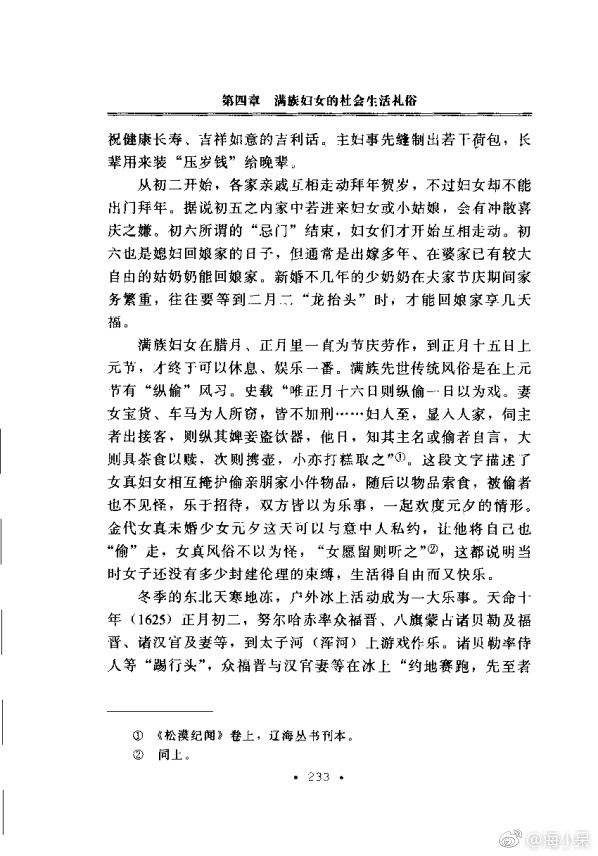 第四章 满族妇女的社会生活礼俗
祝健康长寿、吉祥如意的吉利话。主妇事先缝制出若干荷包，长
辈用来装“压岁钱”给晚辈。
从初二开始，各家亲戚互相走动拜年贺岁，不过妇女却不能
出门拜年。据说初五之内家中若进来妇女或小姑娘，会有冲散喜
庆之嫌。初六所谓的“忌门”结束，妇女们才开始互相走动。初
六也是媳妇回娘家的日子，但通常是出嫁多年、在婆家已有较大
自由的姑奶奶能回娘家。新婚不几年的少奶奶在夫家节庆期间家
务繁重，往往要等到二月二“龙抬头”时，才能回娘家享几天
福。
满族妇女在腊月、正月里一直为节庆劳作，到正月十五日上
元节，才终于可以休息、娱乐一番。满族先世传统风俗是在上元
节有“纵偷”风习。史载“唯正月十六日则纵偷一日以为戏。妻
女宝货、车马为人所窃，皆不加刑……妇人至，显入人家，伺主
者出接客，则纵其婢妾盗饮器，他日，知其主名或偷者自言，大
则具茶食以赎，次则携壶，小亦打糕取之”①。这段文字描述了
女真妇女相互掩护偷亲朋家小件物品，随后以物品索食，被偷者
也不见怪，乐于招待，双方皆以为乐事，一起欢度元夕的情形。
金代女真未婚少女元夕这天可以与意中人私约，让他将自己也
“偷”走，女真风俗不以为怪，“女愿留则听之”②，这都说明当
时女子还没有多少封建伦理的束缚，生活得自由而又快乐。
冬季的东北天寒地冻，户外冰上活动成为一大乐事。天命十
年（1625）正月初二，努尔哈赤率众福晋、八旗蒙古诸贝勒及福
晋、诸汉官及妻等，到太子河（浑河）上游戏作乐。诸贝勒率侍
人等“踢行头”，众福晋与汉官妻等在冰上“约地赛跑，先至者
① 《松漠纪闻》卷上，辽海丛书刊本。
② 同上。
• 233 •
@海小杲